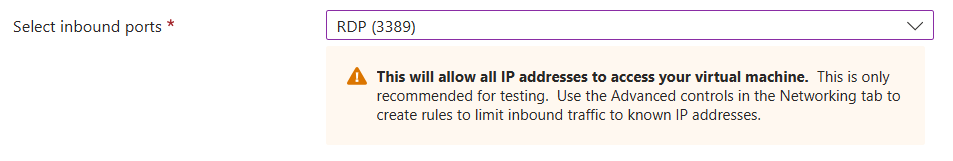 Select inbound ports *
RDP (3389)
This will allow all IP addresses to access your virtual machine.  This is only
recommended for testing.  Use the Advanced controls in the Networking tab to
create rules to limit inbound traffic to known IP addresses.